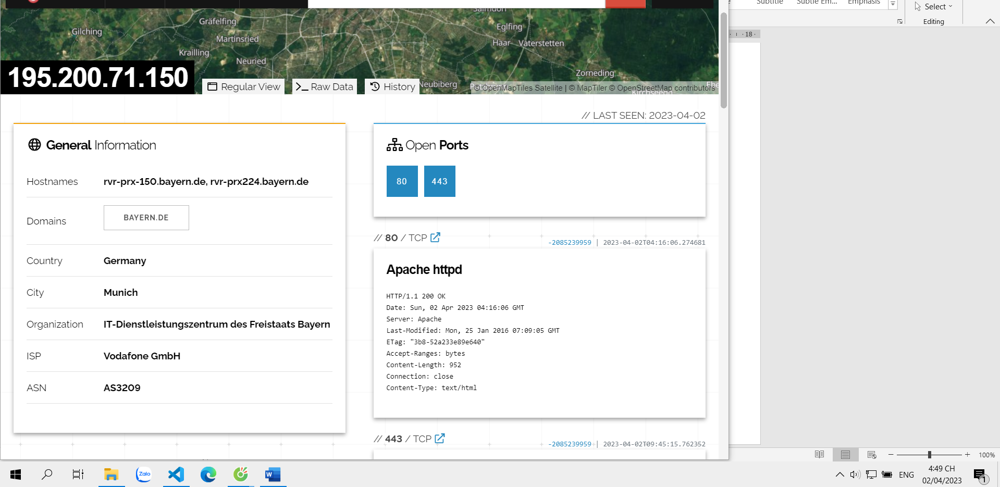 Saimdorf
Gräfelfing
Gilching
Eglfing
Martinsried
Haar
Vaterstetten
Krailling
Neuried
Zorneding
195.200.71.150
Regular View
Raw Data
History
Neubiberg
© OpenMapTiles Satellite | © MapTiler © OpenStreetMap contributors
Kirchseeon
// LAST SEEN: 2023-04-02
General Information
Hostnames
rvr-prx-150.bayern.de, rvr-prx224.bayern.de
Domains
BAYERN.DE
Country
Germany
City
Munich
Organization
IT-Dienstleistungszentrum des Freistaats Bayern
ISP
Vodafone GmbH
ASN
AS3209
Open Ports
80
443
// 80 / TCP
-2085239959 | 2023-04-02T04:16:06.274681
Apache httpd
HTTP/1.1 200 OK
Date: Sun, 02 Apr 2023 04:16:06 GMT
Server: Apache
Last-Modified: Mon, 25 Jan 2016 07:09:05 GMT
ETag: "3b8-52a233e89e640"
Accept-Ranges: bytes
Content-Length: 952
Connection: close
Content-Type: text/html
// 443 / TCP
-2085239959 | 2023-04-02T09:45:15.762352
Subtitle
Subtle Em...
Emphasis
Select
Editing
18
100%
Zalo
ENG
4:49 CH
02/04/2023
1